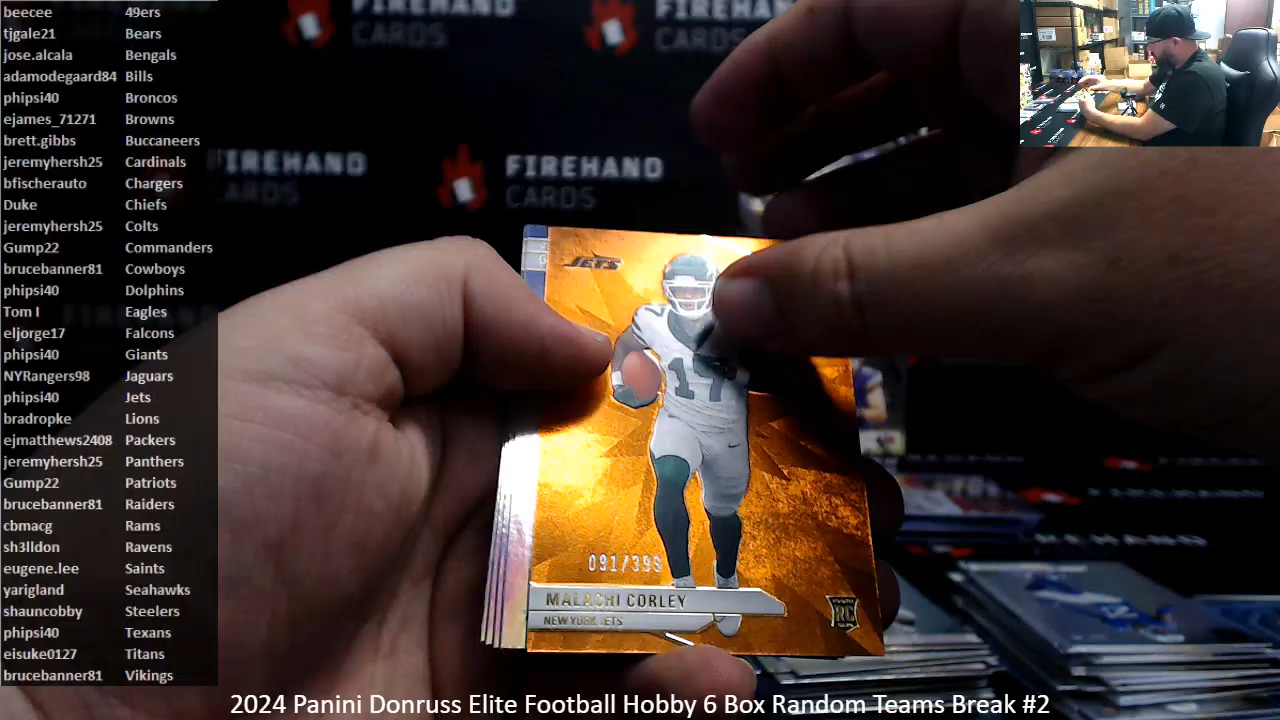 beecee 49ers
tjgale21 Bears
jose.alcala Bengals
adamodegaard84 Bills
phipsi40 Broncos
ejames_71271 Browns
brett.gibbs Buccaneers
jeremyhersh25 Cardinals
bfischerauto Chargers
Duke Chiefs
jeremyhersh25 Colts
Gump22 Commanders
brucebanner81 Cowboys
phipsi40 Dolphins
Tom I Eagles
eljorge17 Falcons
phipsi40 Giants
NYRangers98 Jaguars
phipsi40 Jets
bradropke Lions
ejmatthews2408 Packers
jeremyhersh25 Panthers
Gump22 Patriots
brucebanner81 Raiders
cbmacg Rams
sh3lldon Ravens
eugene.lee Saints
yarigland Seahawks
shauncobby Steelers
phipsi40 Texans
eisuke0127 Titans
brucebanner81 Vikings
FIREHAND
CARDS
FIREHAND
CARDS
FIREHAND
CARDS
JETS
17
091/399
MALACHI CORLEY
NEW YORK JETS
RC
2024 Panini Donruss Elite Football Hobby 6 Box Random Teams Break #2